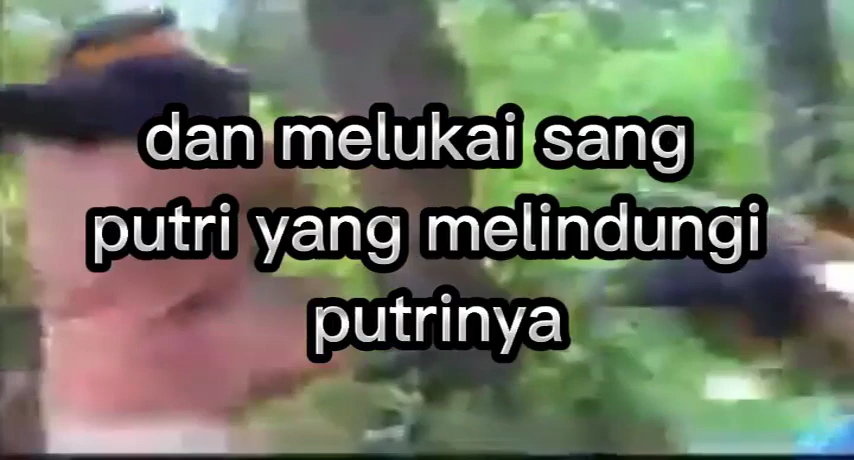 dan melukai sang
putri yang melindungi
putrinya